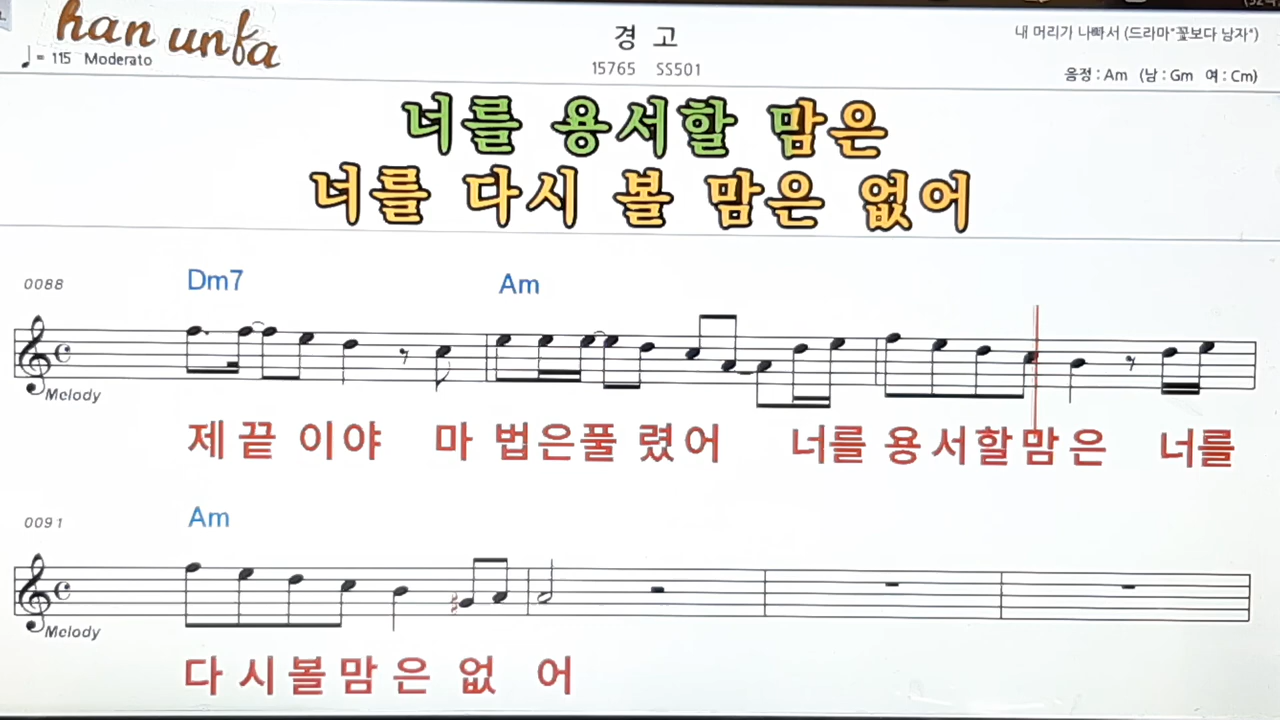 han unfa
♩= 115 Moderato
경 고
15765 SS501
내 머리가 나빠서 (드라마"꽃보다 남자")
음정 : Am (남 : Gm 여 : Cm)
너를 용서할 맘은
너를 다시 볼 맘은 없어
0088
Dm7 Am
Melody
제 끝 이야 마 법은풀 렸어 너를 용서할맘은 너를
0091
Am
Melody
다시볼맘은 없 어